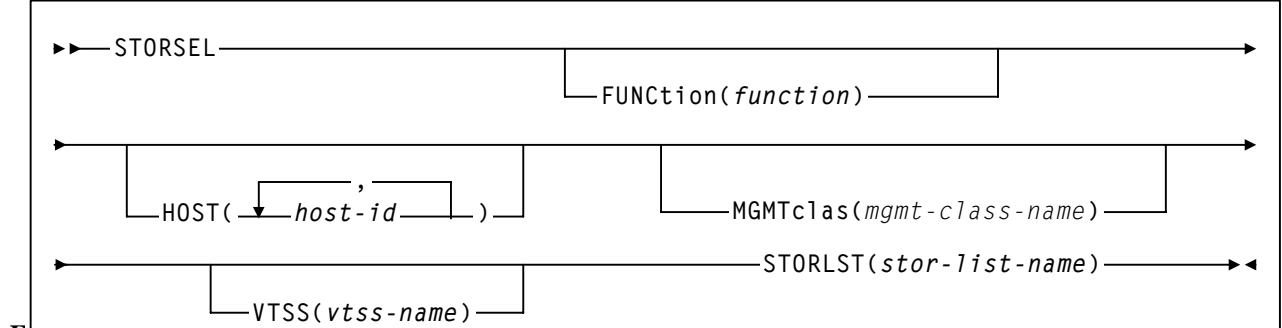 STORSEL
FUNCtion(function)
,
HOST( host-id ) MGMTclas(mgmt-class-name)
STORLST(stor-list-name)
VTSS(vtss-name)